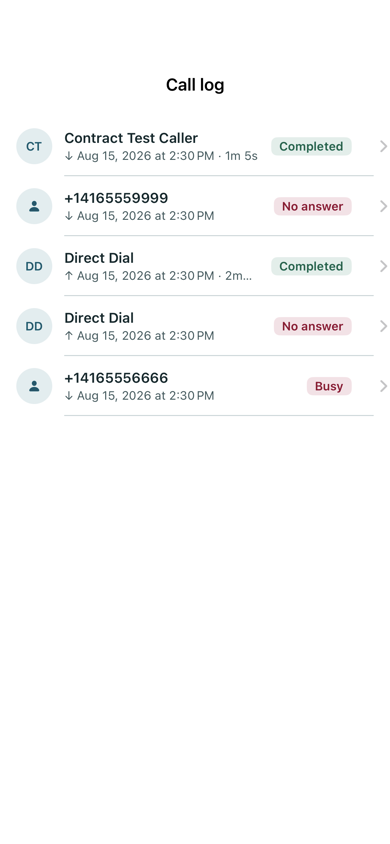 Call log
CT
Contract Test Caller
↓ Aug 15, 2026 at 2:30 PM · 1m 5s
Completed
+14165559999
↓ Aug 15, 2026 at 2:30 PM
No answer
DD
Direct Dial
↑ Aug 15, 2026 at 2:30 PM · 2m...
Completed
DD
Direct Dial
↑ Aug 15, 2026 at 2:30 PM
No answer
+14165556666
↓ Aug 15, 2026 at 2:30 PM
Busy